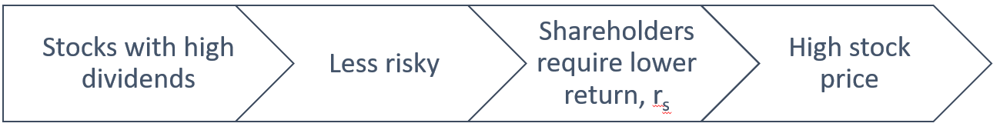 Stocks with high
dividends
Less risky
Shareholders
require lower
return, rs
High stock
price